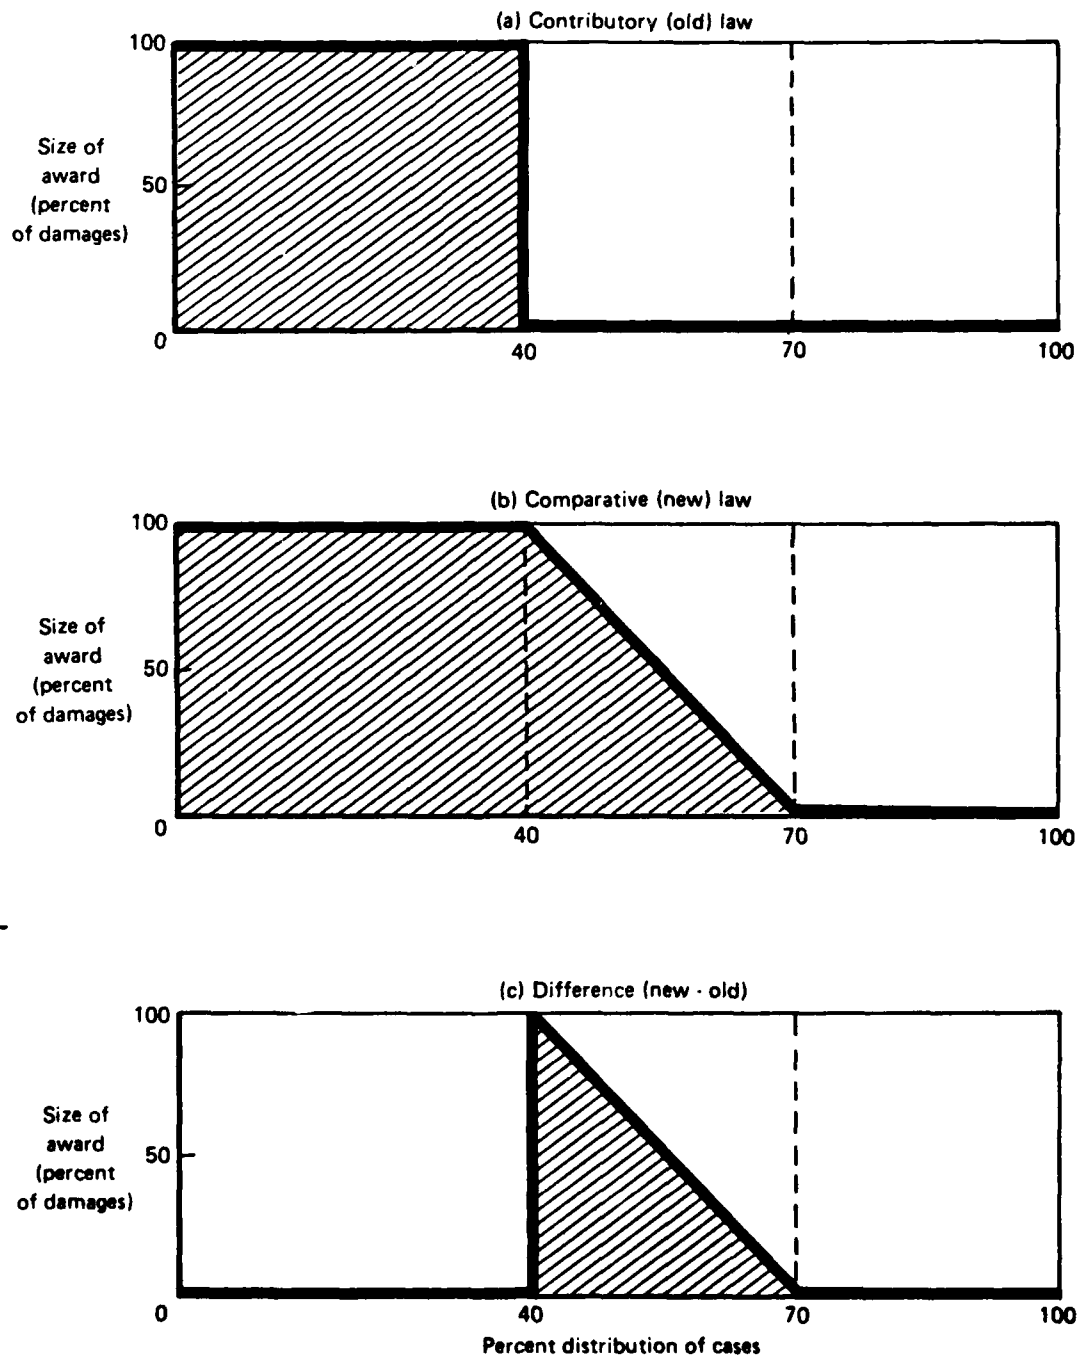 (a) Contributory (old) law
100
Size of
award
(percent
of damages)
50
0
40
70
100
(b) Comparative (new) law
100
Size of
award
(percent
of damages)
50
0
40
70
100
(c) Difference (new - old)
100
Size of
award
(percent
of damages)
50
0
40
70
100
Percent distribution of cases